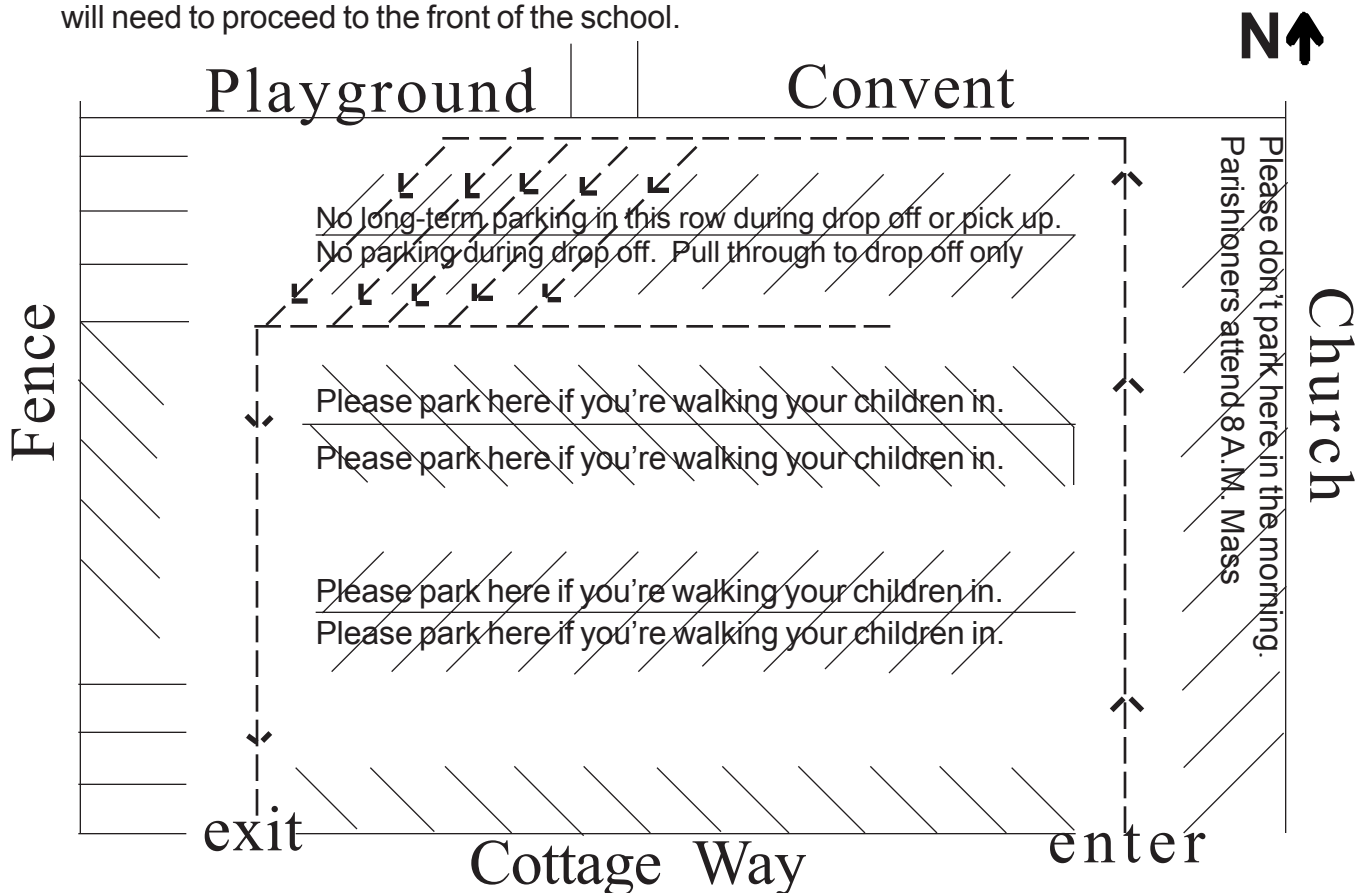 will need to proceed to the front of the school.
N
Playground
Convent
No long-term parking in this row during drop off or pick up.
No parking during drop off. Pull through to drop off only
Please don't park here in the morning.
Parishioners attend 8 A.M. Mass
Fence
Church
Please park here if you're walking your children in.
Please park here if you're walking your children in.
Please park here if you're walking your children in.
Please park here if you're walking your children in.
exit
enter
Cottage Way